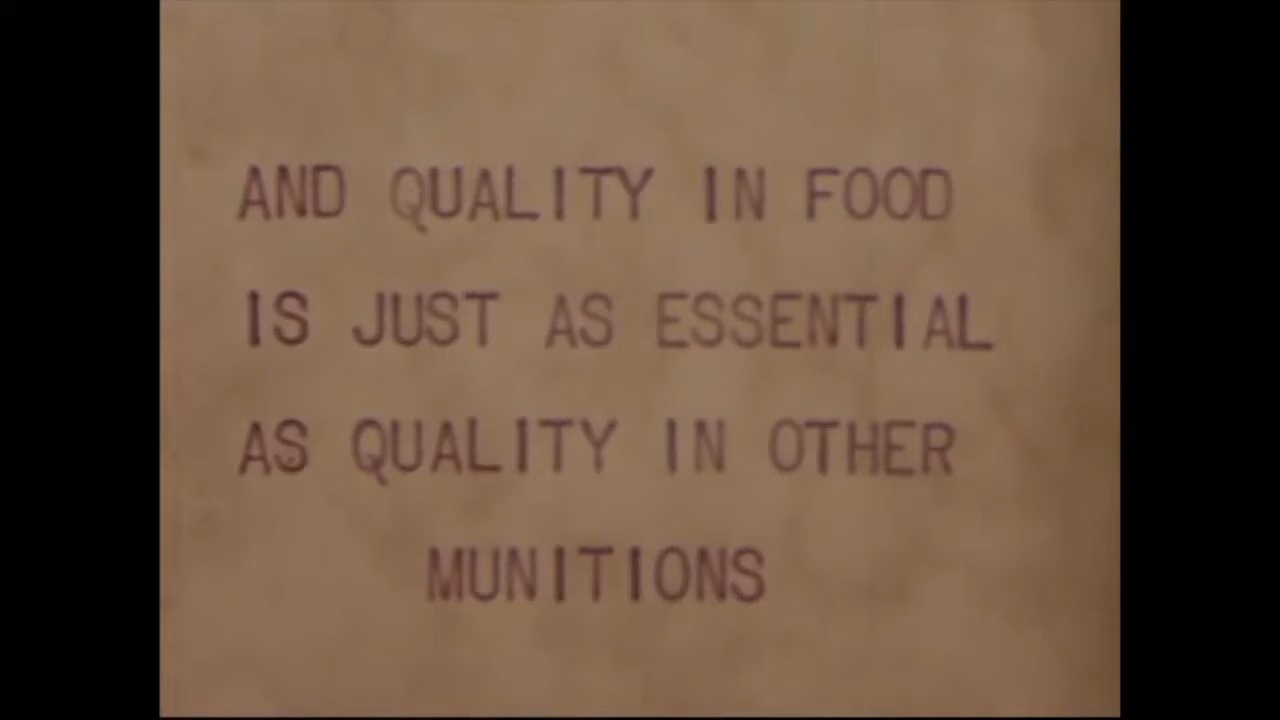 AND QUALITY IN FOOD
IS JUST AS ESSENTIAL
AS QUALITY IN OTHER
MUNITIONS